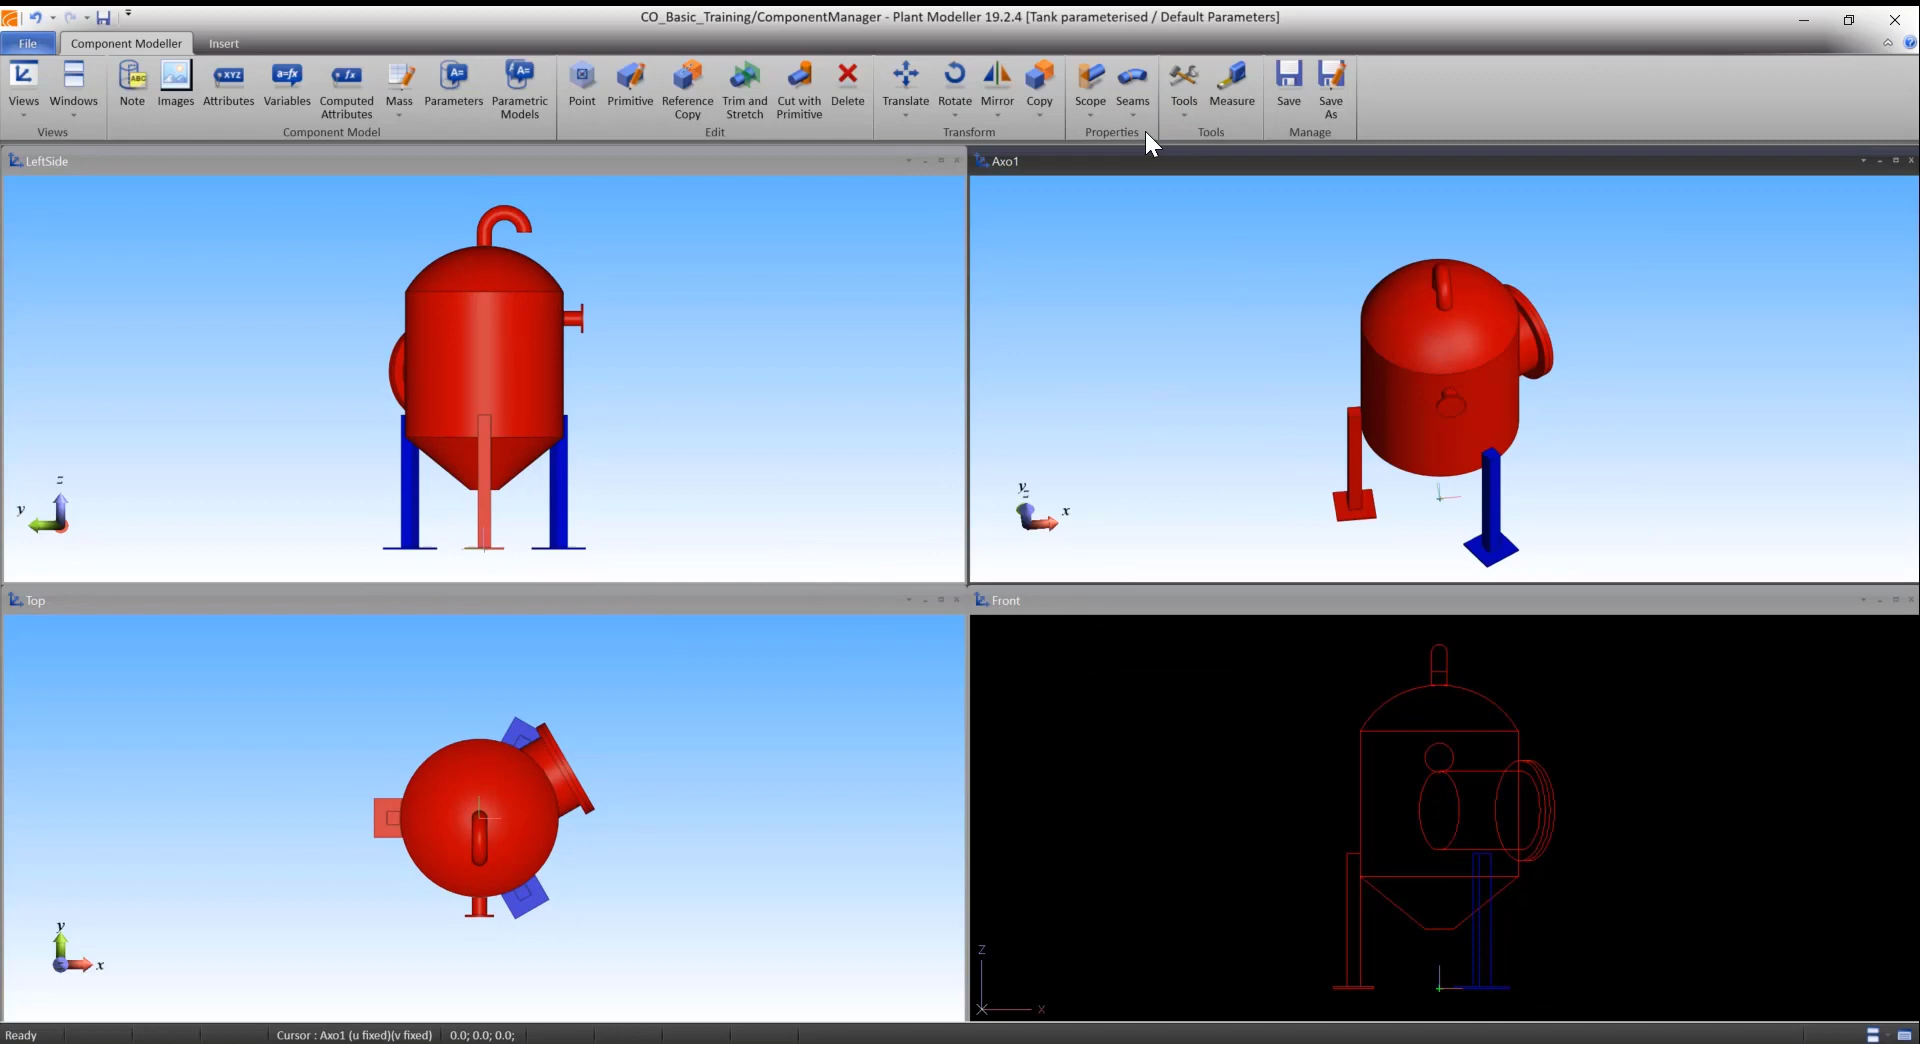 CO_Basic_Training/ComponentManager - Plant Modeller 19.2.4 [Tank parameterised / Default Parameters]
File Component Modeller Insert
Views Windows Note Images Attributes Variables Computed Attributes Mass Parameters Parametric Models Point Primitive Reference Copy Trim and Stretch Cut with Primitive Delete Translate Rotate Mirror Copy Scope Seams Tools Measure Save Save As
Views Component Model Edit Transform Properties Tools Manage
LeftSide
z
y
Axo1
y
z
x
Top
y
x
Front
Z
X
Ready Cursor : Axo1 (u fixed)(v fixed) 0.0; 0.0; 0.0;